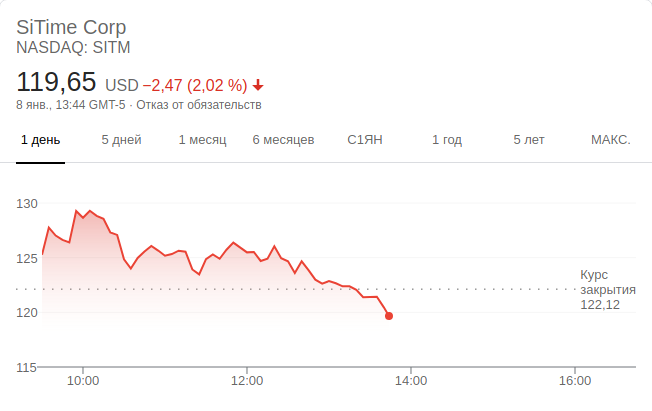 SiTime Corp
NASDAQ: SITM
119,65 USD −2,47 (2,02 %)
8 янв., 13:44 GMT-5 · Отказ от обязательств
1 день 5 дней 1 месяц 6 месяцев С1ЯН 1 год 5 лет МАКС.
130
125
Курс
закрытия
122,12
120
115
10:00 12:00 14:00 16:00